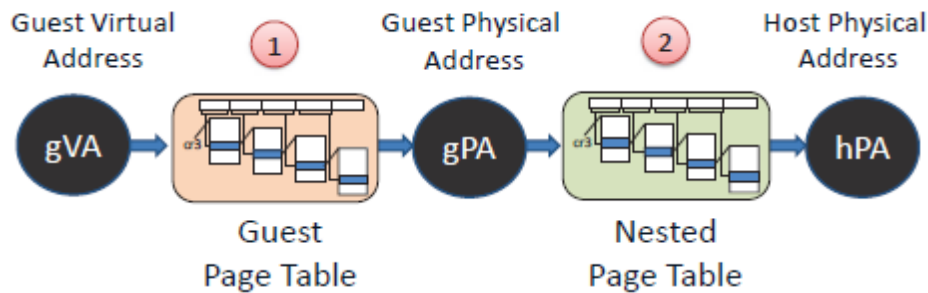 Guest Virtual
Address
1
Guest Physical
Address
2
Host Physical
Address
gVA
cr3
gPA
cr3
hPA
Guest
Page Table
Nested
Page Table